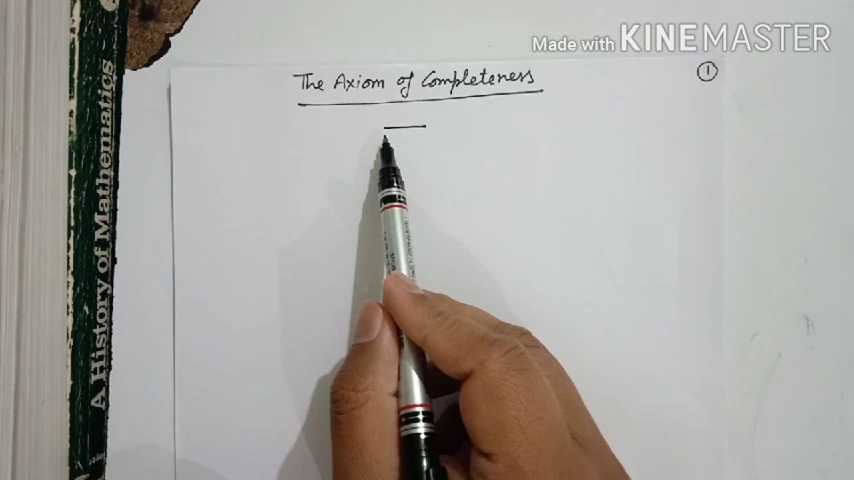 Made with KINEMASTER
The Axiom of Completeness
1
A History of Mathematics